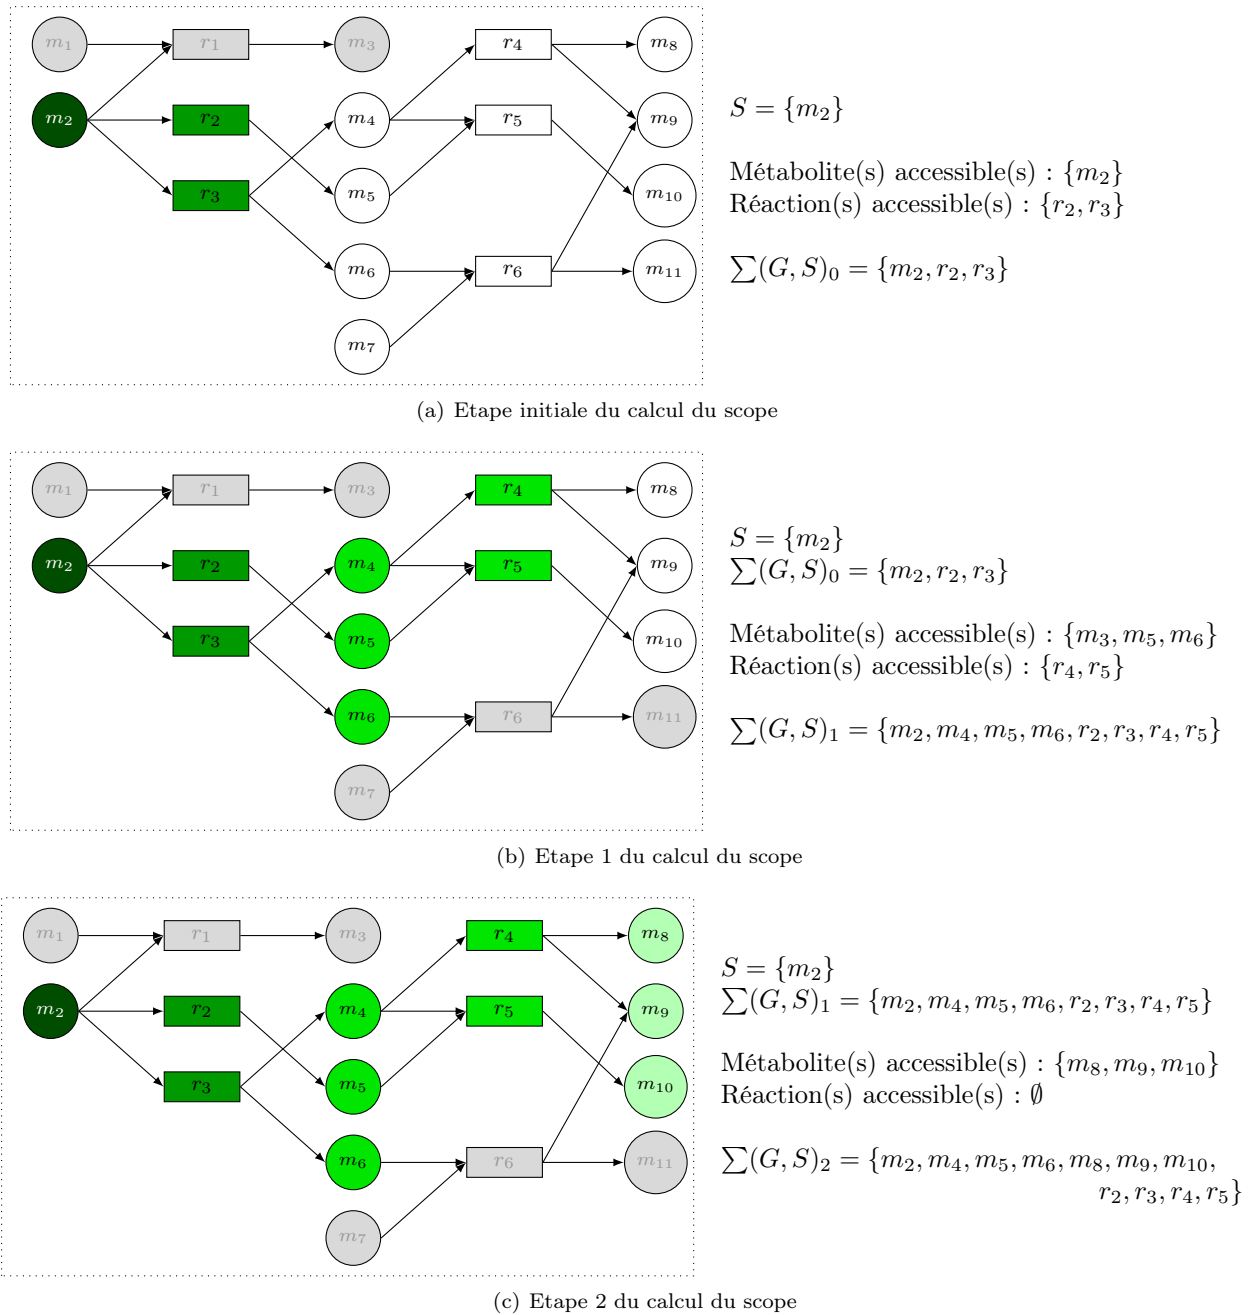 m₁ r₁ m₃ r₄ m₈
m₂ r₂ m₄ r₅ m₉
r₃ m₅ m₁₀
m₆ r₆ m₁₁
m₇
S = {m₂}
Métabolite(s) accessible(s) : {m₂}
Réaction(s) accessible(s) : {r₂, r₃}
∑(G, S)₀ = {m₂, r₂, r₃}
(a) Etape initiale du calcul du scope
m₁ r₁ m₃ r₄ m₈
m₂ r₂ m₄ r₅ m₉
r₃ m₅ m₁₀
m₆ r₆ m₁₁
m₇
S = {m₂}
∑(G, S)₀ = {m₂, r₂, r₃}
Métabolite(s) accessible(s) : {m₃, m₅, m₆}
Réaction(s) accessible(s) : {r₄, r₅}
∑(G, S)₁ = {m₂, m₄, m₅, m₆, r₂, r₃, r₄, r₅}
(b) Etape 1 du calcul du scope
m₁ r₁ m₃ r₄ m₈
m₂ r₂ m₄ r₅ m₉
r₃ m₅ m₁₀
m₆ r₆ m₁₁
m₇
S = {m₂}
∑(G, S)₁ = {m₂, m₄, m₅, m₆, r₂, r₃, r₄, r₅}
Métabolite(s) accessible(s) : {m₈, m₉, m₁₀}
Réaction(s) accessible(s) : ∅
∑(G, S)₂ = {m₂, m₄, m₅, m₆, m₈, m₉, m₁₀,
r₂, r₃, r₄, r₅}
(c) Etape 2 du calcul du scope